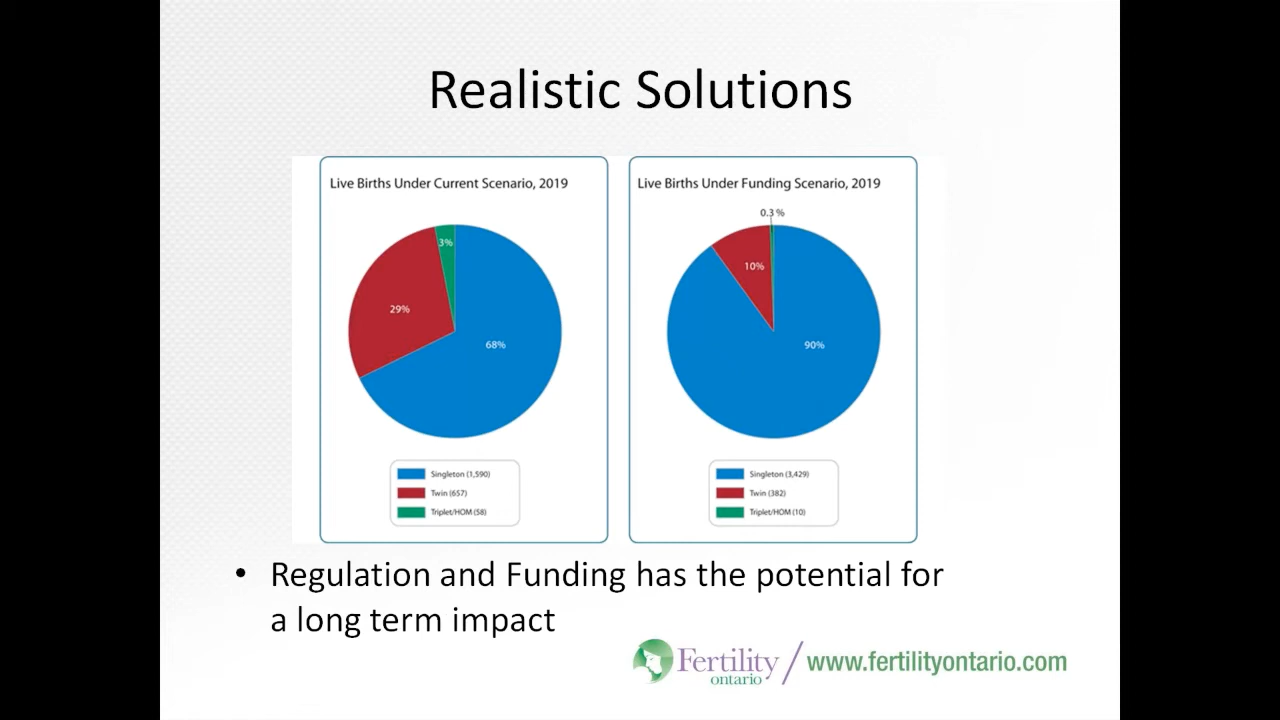 Realistic Solutions
Live Births Under Current Scenario, 2019
3%
29%
68%
Singleton (1,590)
Twin (657)
Triplet/HOM (58)
Live Births Under Funding Scenario, 2019
0.3 %
10%
90%
Singleton (3,429)
Twin (382)
Triplet/HOM (10)
• Regulation and Funding has the potential for
a long term impact
Fertility
ontario
/ www.fertilityontario.com